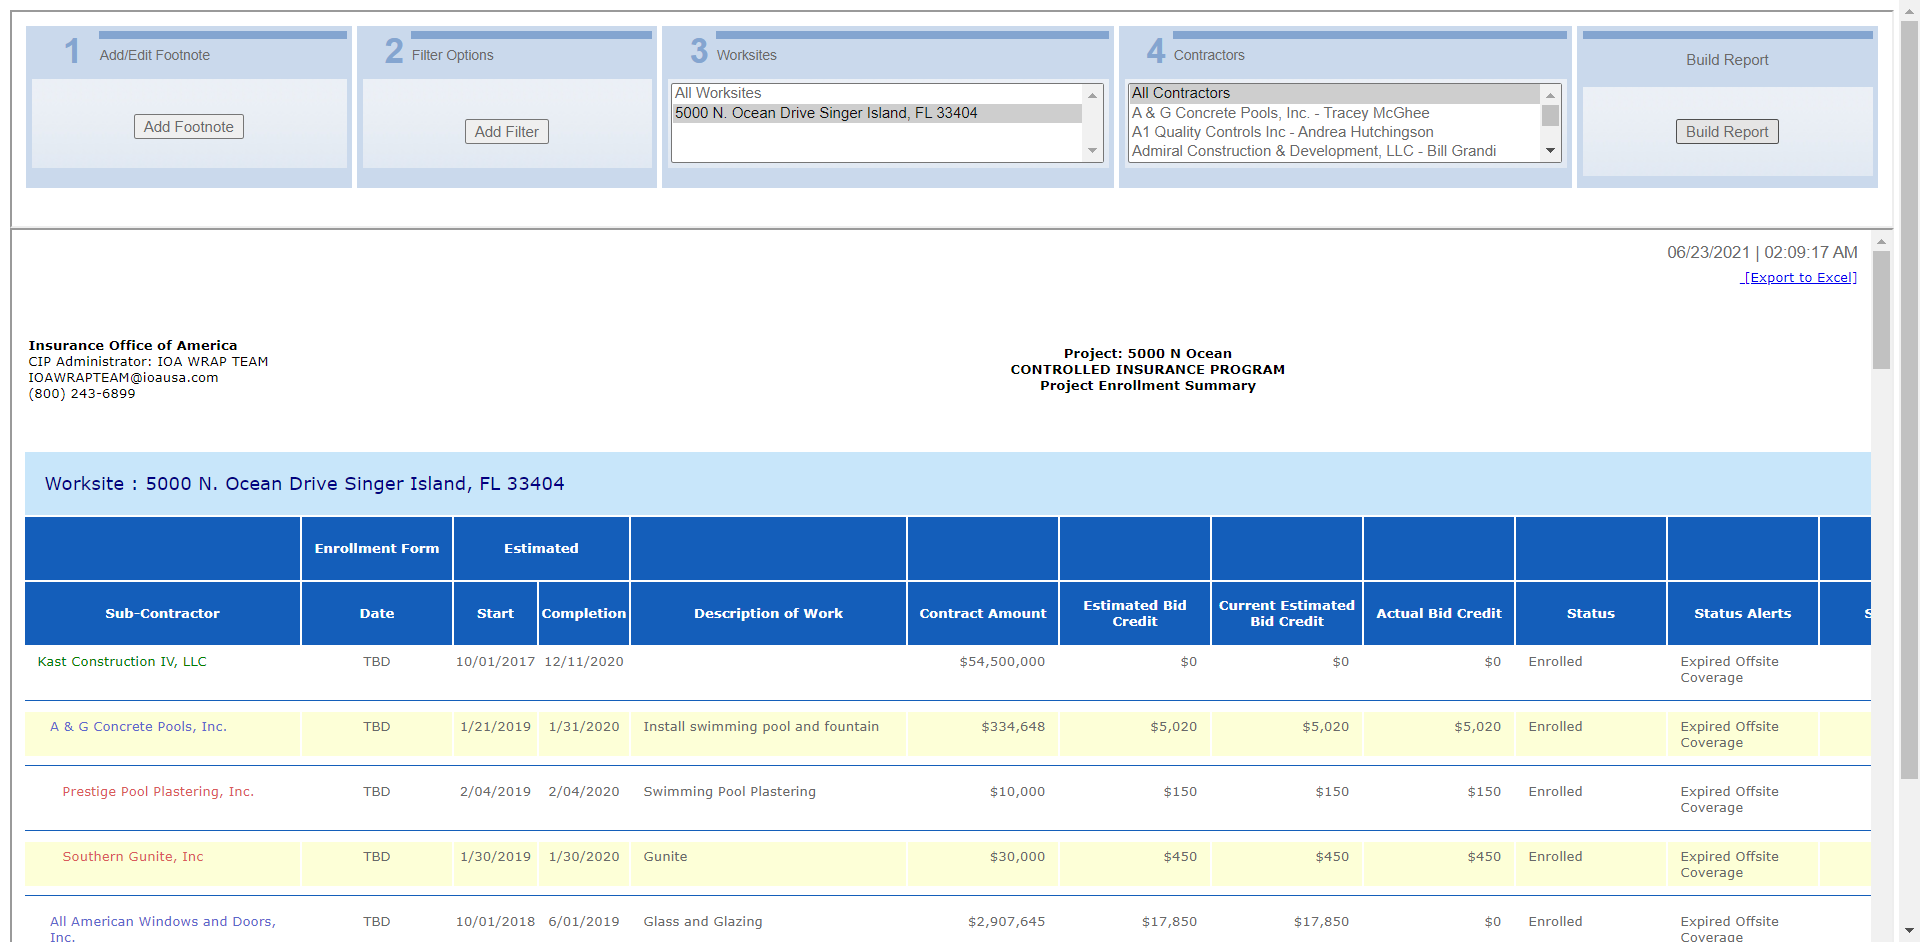 1 Add/Edit Footnote
Add Footnote
2 Filter Options
Add Filter
3 Worksites
All Worksites
5000 N. Ocean Drive Singer Island, FL 33404
4 Contractors
All Contractors
A & G Concrete Pools, Inc. - Tracey McGhee
A1 Quality Controls Inc - Andrea Hutchingson
Admiral Construction & Development, LLC - Bill Grandi
Build Report
Build Report
06/23/2021 | 02:09:17 AM
[Export to Excel]
Insurance Office of America
CIP Administrator: IOA WRAP TEAM
IOAWRAPTEAM@ioausa.com
(800) 243-6899
Project: 5000 N Ocean
CONTROLLED INSURANCE PROGRAM
Project Enrollment Summary
Worksite : 5000 N. Ocean Drive Singer Island, FL 33404
Enrollment Form Estimated
Sub-Contractor Date Start Completion Description of Work Contract Amount Estimated Bid Credit Current Estimated Bid Credit Actual Bid Credit Status Status Alerts S
Kast Construction IV, LLC TBD 10/01/2017 12/11/2020 $54,500,000 $0 $0 $0 Enrolled Expired Offsite
Coverage
A & G Concrete Pools, Inc. TBD 1/21/2019 1/31/2020 Install swimming pool and fountain $334,648 $5,020 $5,020 $5,020 Enrolled Expired Offsite
Coverage
Prestige Pool Plastering, Inc. TBD 2/04/2019 2/04/2020 Swimming Pool Plastering $10,000 $150 $150 $150 Enrolled Expired Offsite
Coverage
Southern Gunite, Inc TBD 1/30/2019 1/30/2020 Gunite $30,000 $450 $450 $450 Enrolled Expired Offsite
Coverage
All American Windows and Doors, TBD 10/01/2018 6/01/2019 Glass and Glazing $2,907,645 $17,850 $17,850 $0 Enrolled Expired Offsite
Inc. Coverage